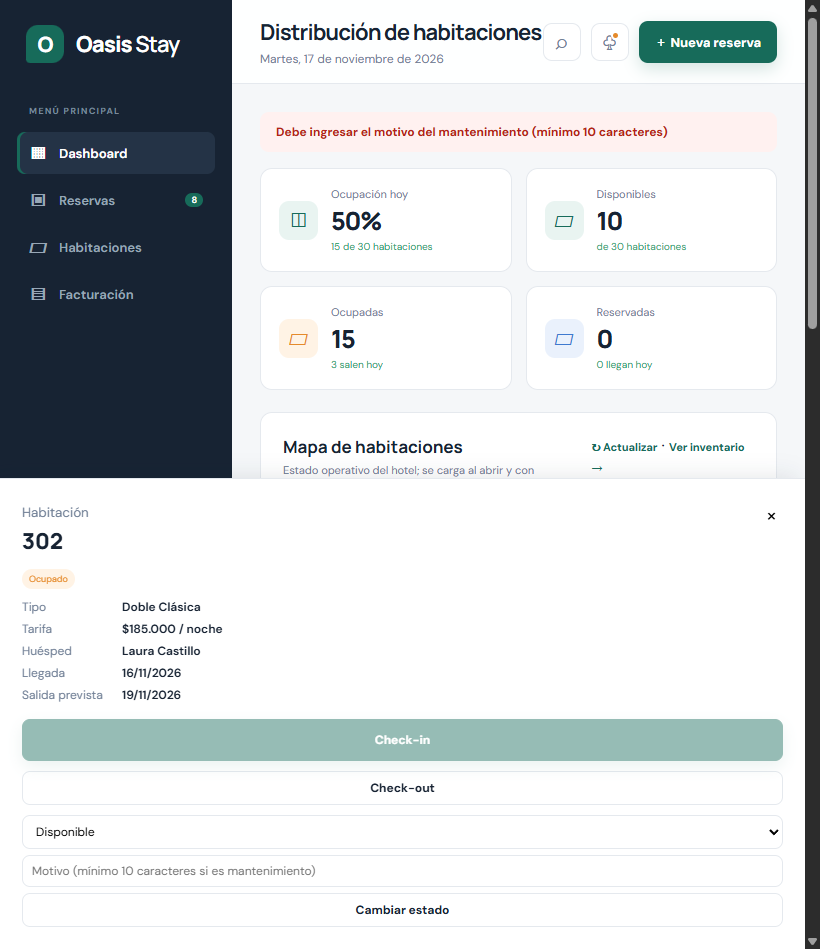 O Oasis Stay
MENÚ PRINCIPAL
Dashboard
Reservas 8
Habitaciones
Facturación
Distribución de habitaciones
Martes, 17 de noviembre de 2026
+ Nueva reserva
Debe ingresar el motivo del mantenimiento (mínimo 10 caracteres)
Ocupación hoy
50%
15 de 30 habitaciones
Disponibles
10
de 30 habitaciones
Ocupadas
15
3 salen hoy
Reservadas
0
0 llegan hoy
Mapa de habitaciones
Estado operativo del hotel; se carga al abrir y con
↻ Actualizar · Ver inventario
→
Habitación
×
302
Ocupado
Tipo Doble Clásica
Tarifa $185.000 / noche
Huésped Laura Castillo
Llegada 16/11/2026
Salida prevista 19/11/2026
Check-in
Check-out
Disponible
Motivo (mínimo 10 caracteres si es mantenimiento)
Cambiar estado